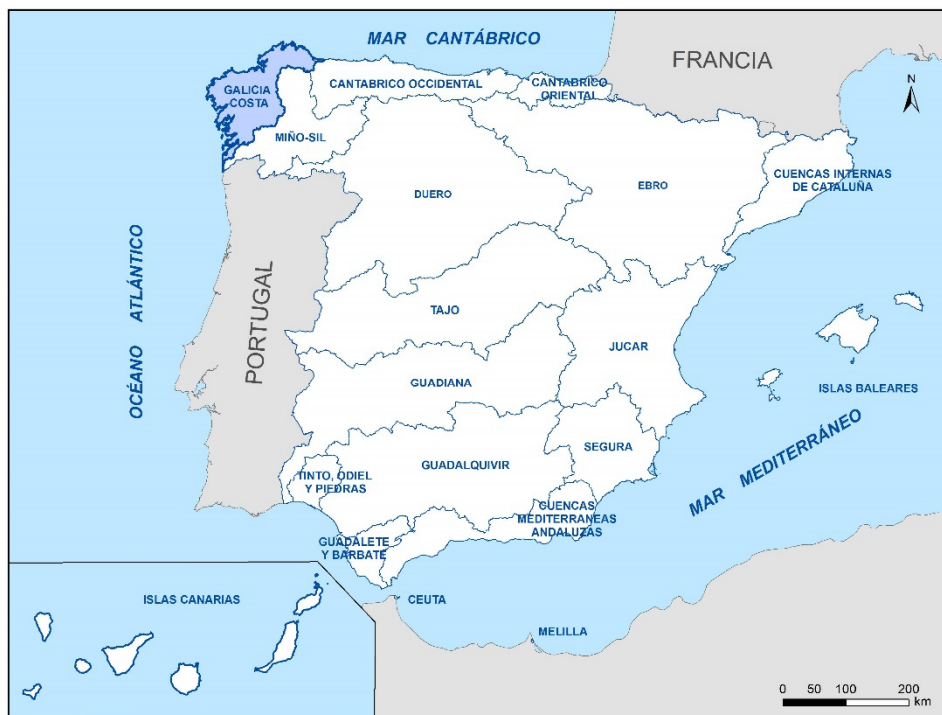 MAR CANTÁBRICO
FRANCIA
N
GALICIA
COSTA
CANTABRICO OCCIDENTAL
CANTABRICO
ORIENTAL
MIÑO-SIL
DUERO
EBRO
CUENCAS INTERNAS
DE CATALUÑA
OCÉANO ATLÁNTICO
PORTUGAL
TAJO
JUCAR
GUADIANA
ISLAS BALEARES
MAR MEDITERRÁNEO
SEGURA
GUADALQUIVIR
TINTO, ODIEL
Y PIEDRAS
CUENCAS
MEDITERRANEAS
ANDALUZAS
GUADALETE
Y BARBATE
ISLAS CANARIAS
CEUTA
MELILLA
0 50 100 200
km